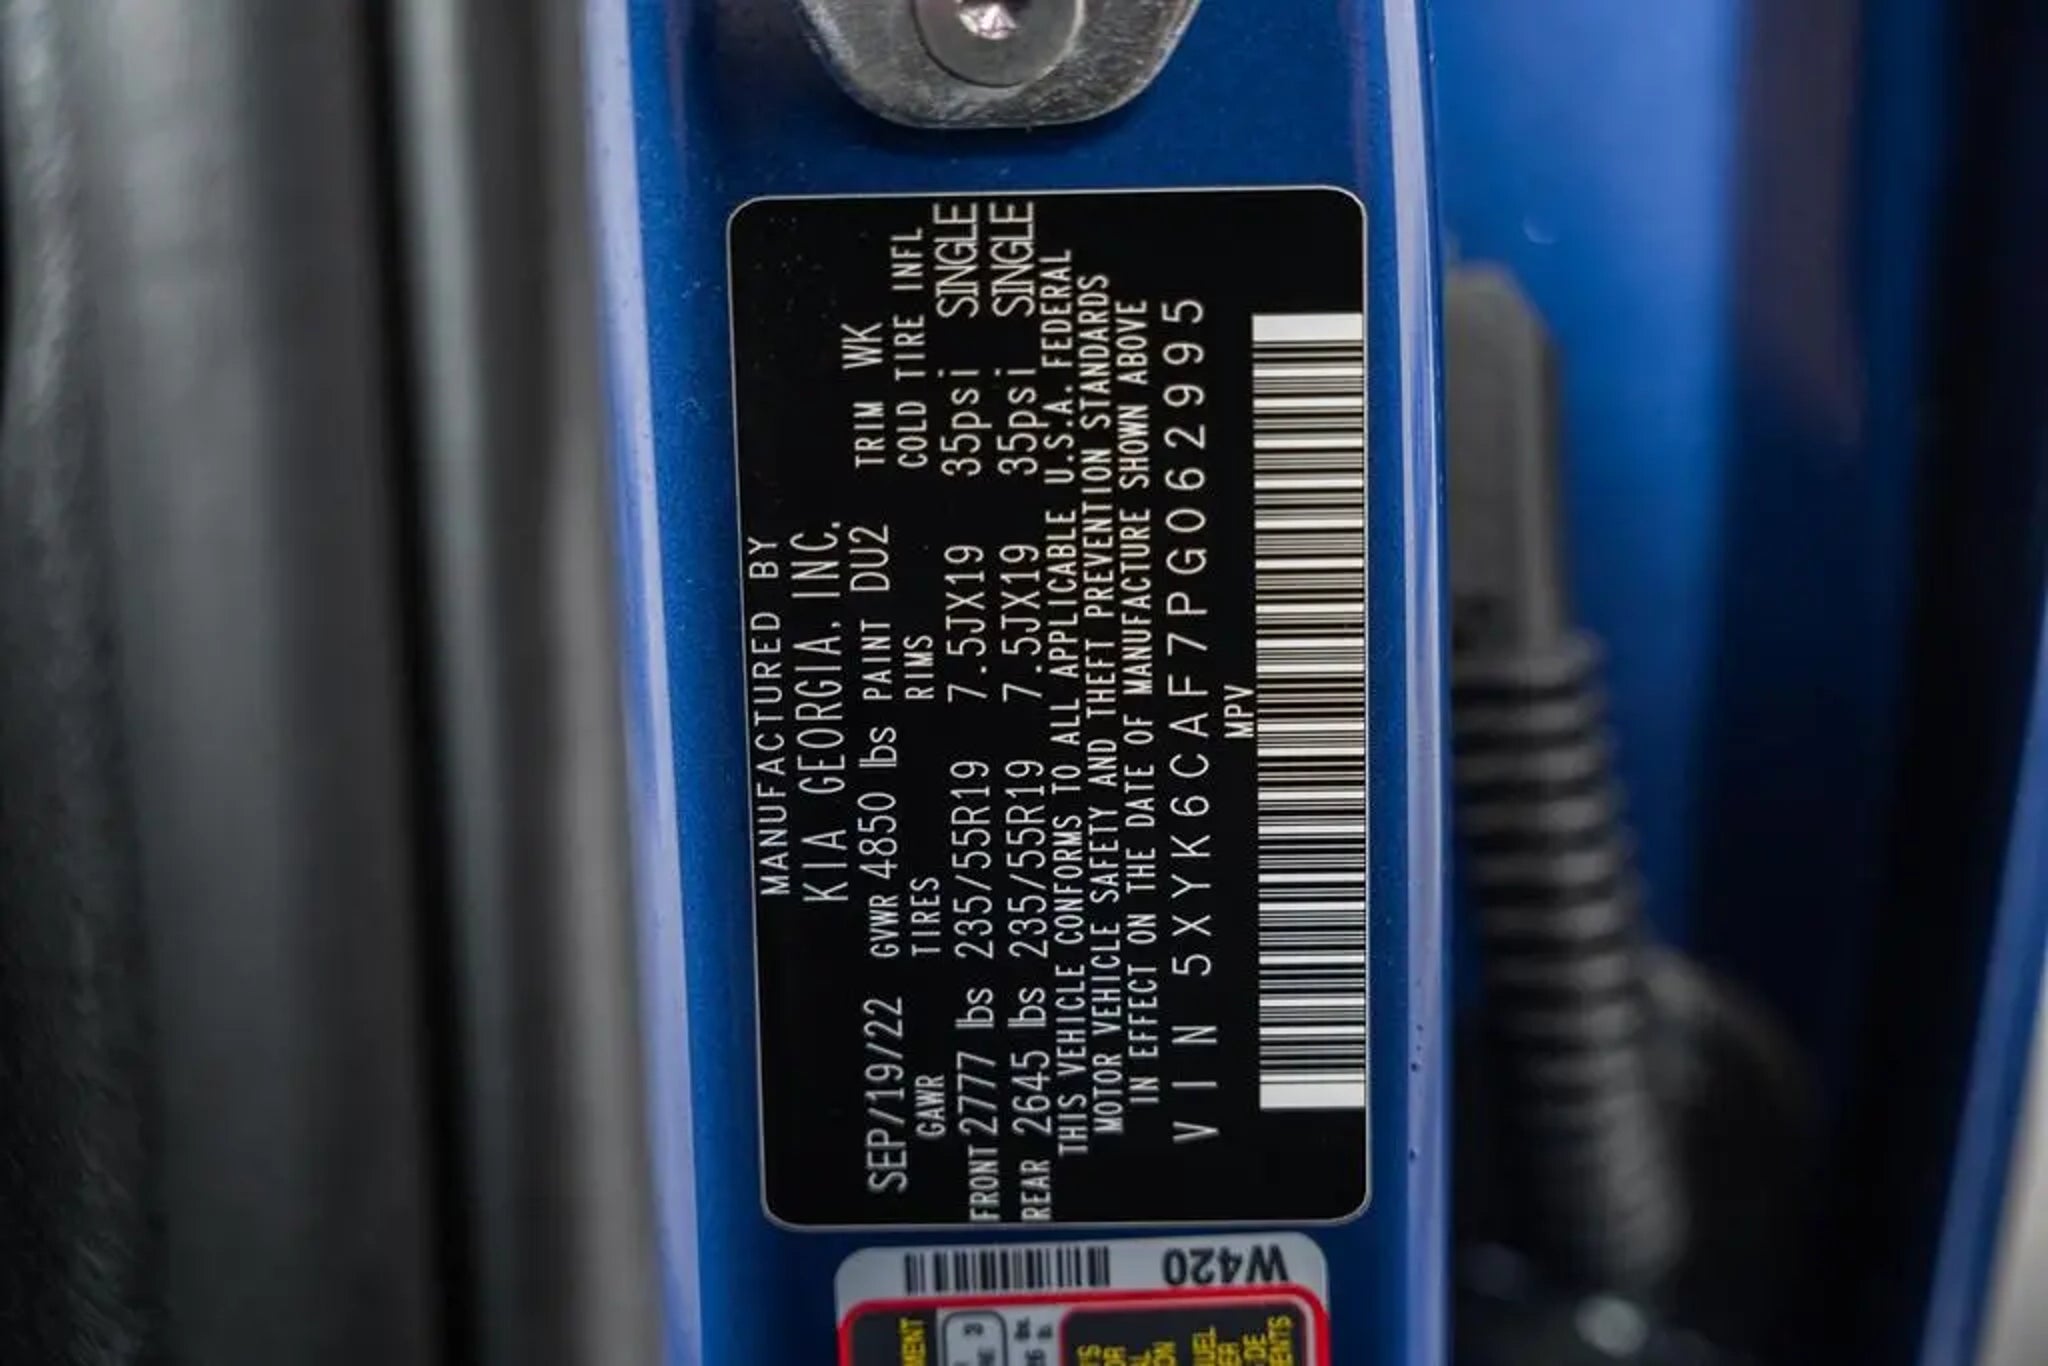 MANUFACTURED BY
KIA GEORGIA, INC.
SEP/19/22 GVWR 4850 lbs PAINT DU2 TRIM WK
GAWR TIRES RIMS COLD TIRE INFL
FRONT 2777 lbs 235/55R19 7.5JX19 35psi SINGLE
REAR 2645 lbs 235/55R19 7.5JX19 35psi SINGLE
THIS VEHICLE CONFORMS TO ALL APPLICABLE U.S.A. FEDERAL
MOTOR VEHICLE SAFETY AND THEFT PREVENTION STANDARDS
IN EFFECT ON THE DATE OF MANUFACTURE SHOWN ABOVE
VIN 5XYK6CAF7PG062995
MPV
W420